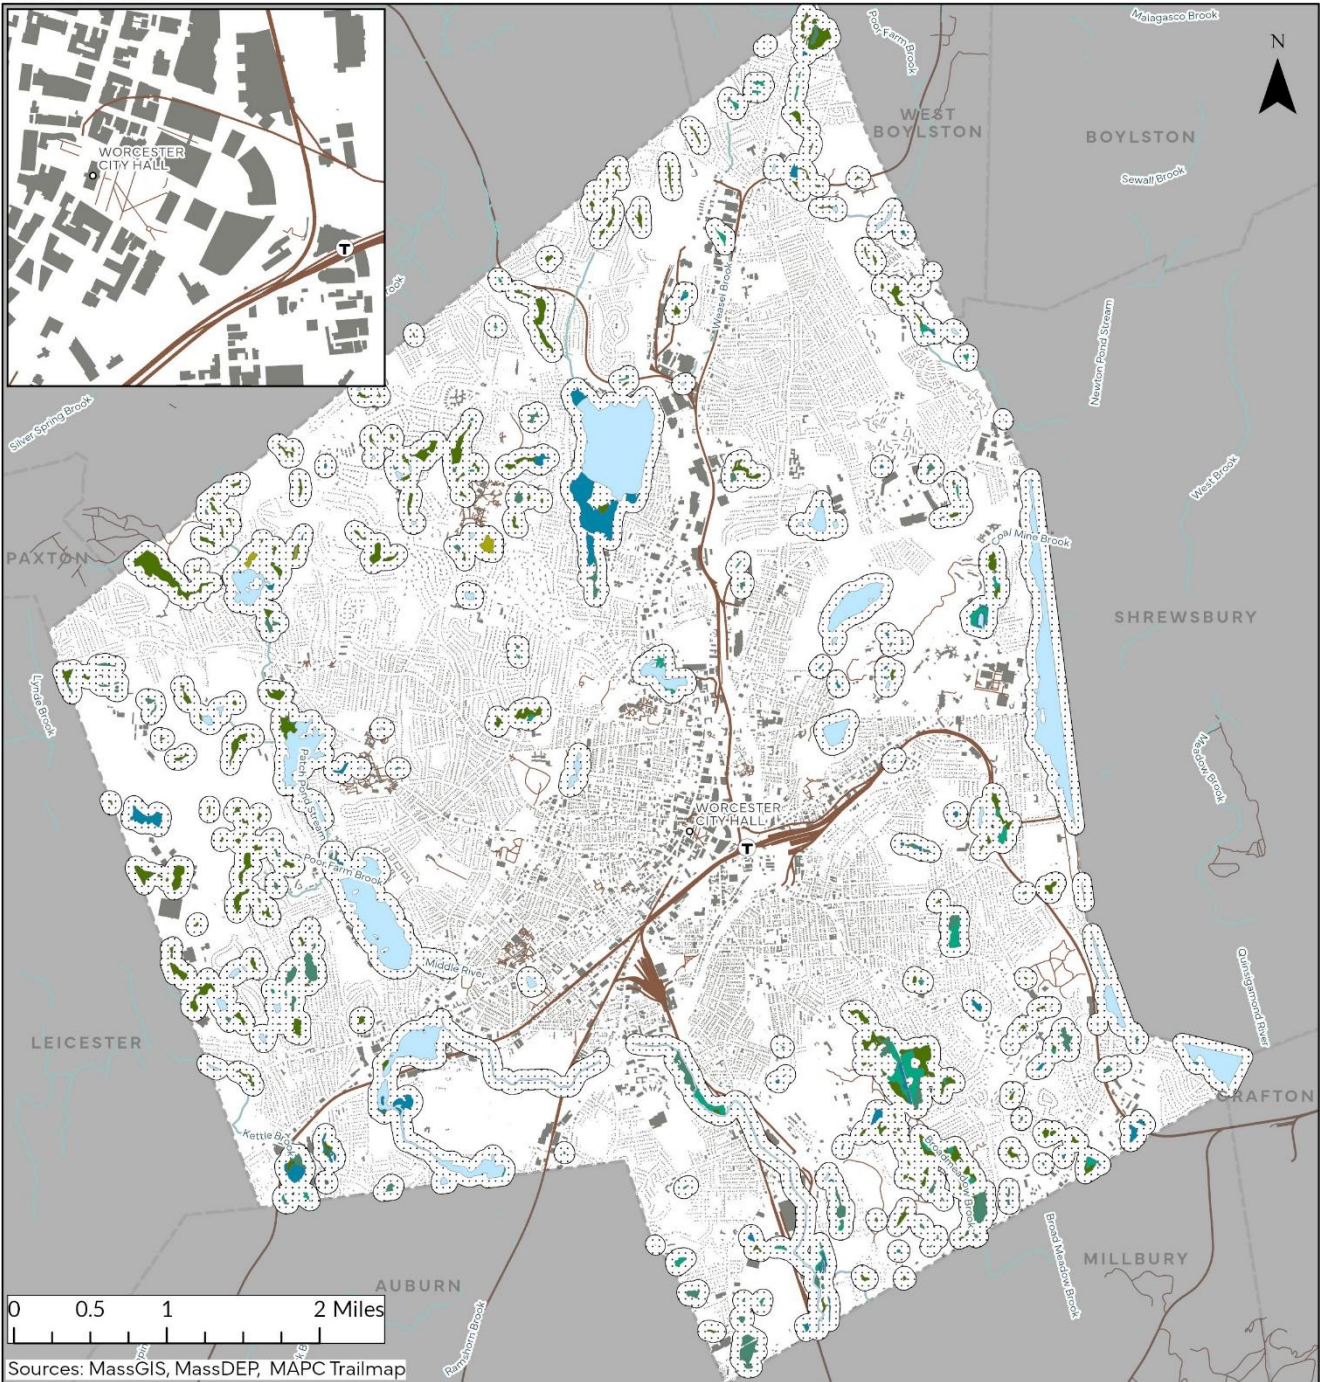 WORCESTER
CITY HALL
T
Poor Farm Brook
Malagasco Brook
N
WEST
BOYLSTON
BOYLSTON
Sewall Brook
Weasel Brook
Newton Pond Stream
Silver Spring Brook
West Brook
Coal Mine Brook
PAXTON
SHREWSBURY
Lynde Brook
Patch Pond Stream
Meadow Brook
WORCESTER
CITY HALL
T
Poor Farm Brook
Middle River
Quinsigamond River
LEICESTER
GRAFTON
Kettle Brook
Broad Meadow Brook
Broad Meadow Brook
MILLBURY
AUBURN
Ramshorn Brook
0 0.5 1 2 Miles
Sources: MassGIS, MassDEP, MAPC Trailmap